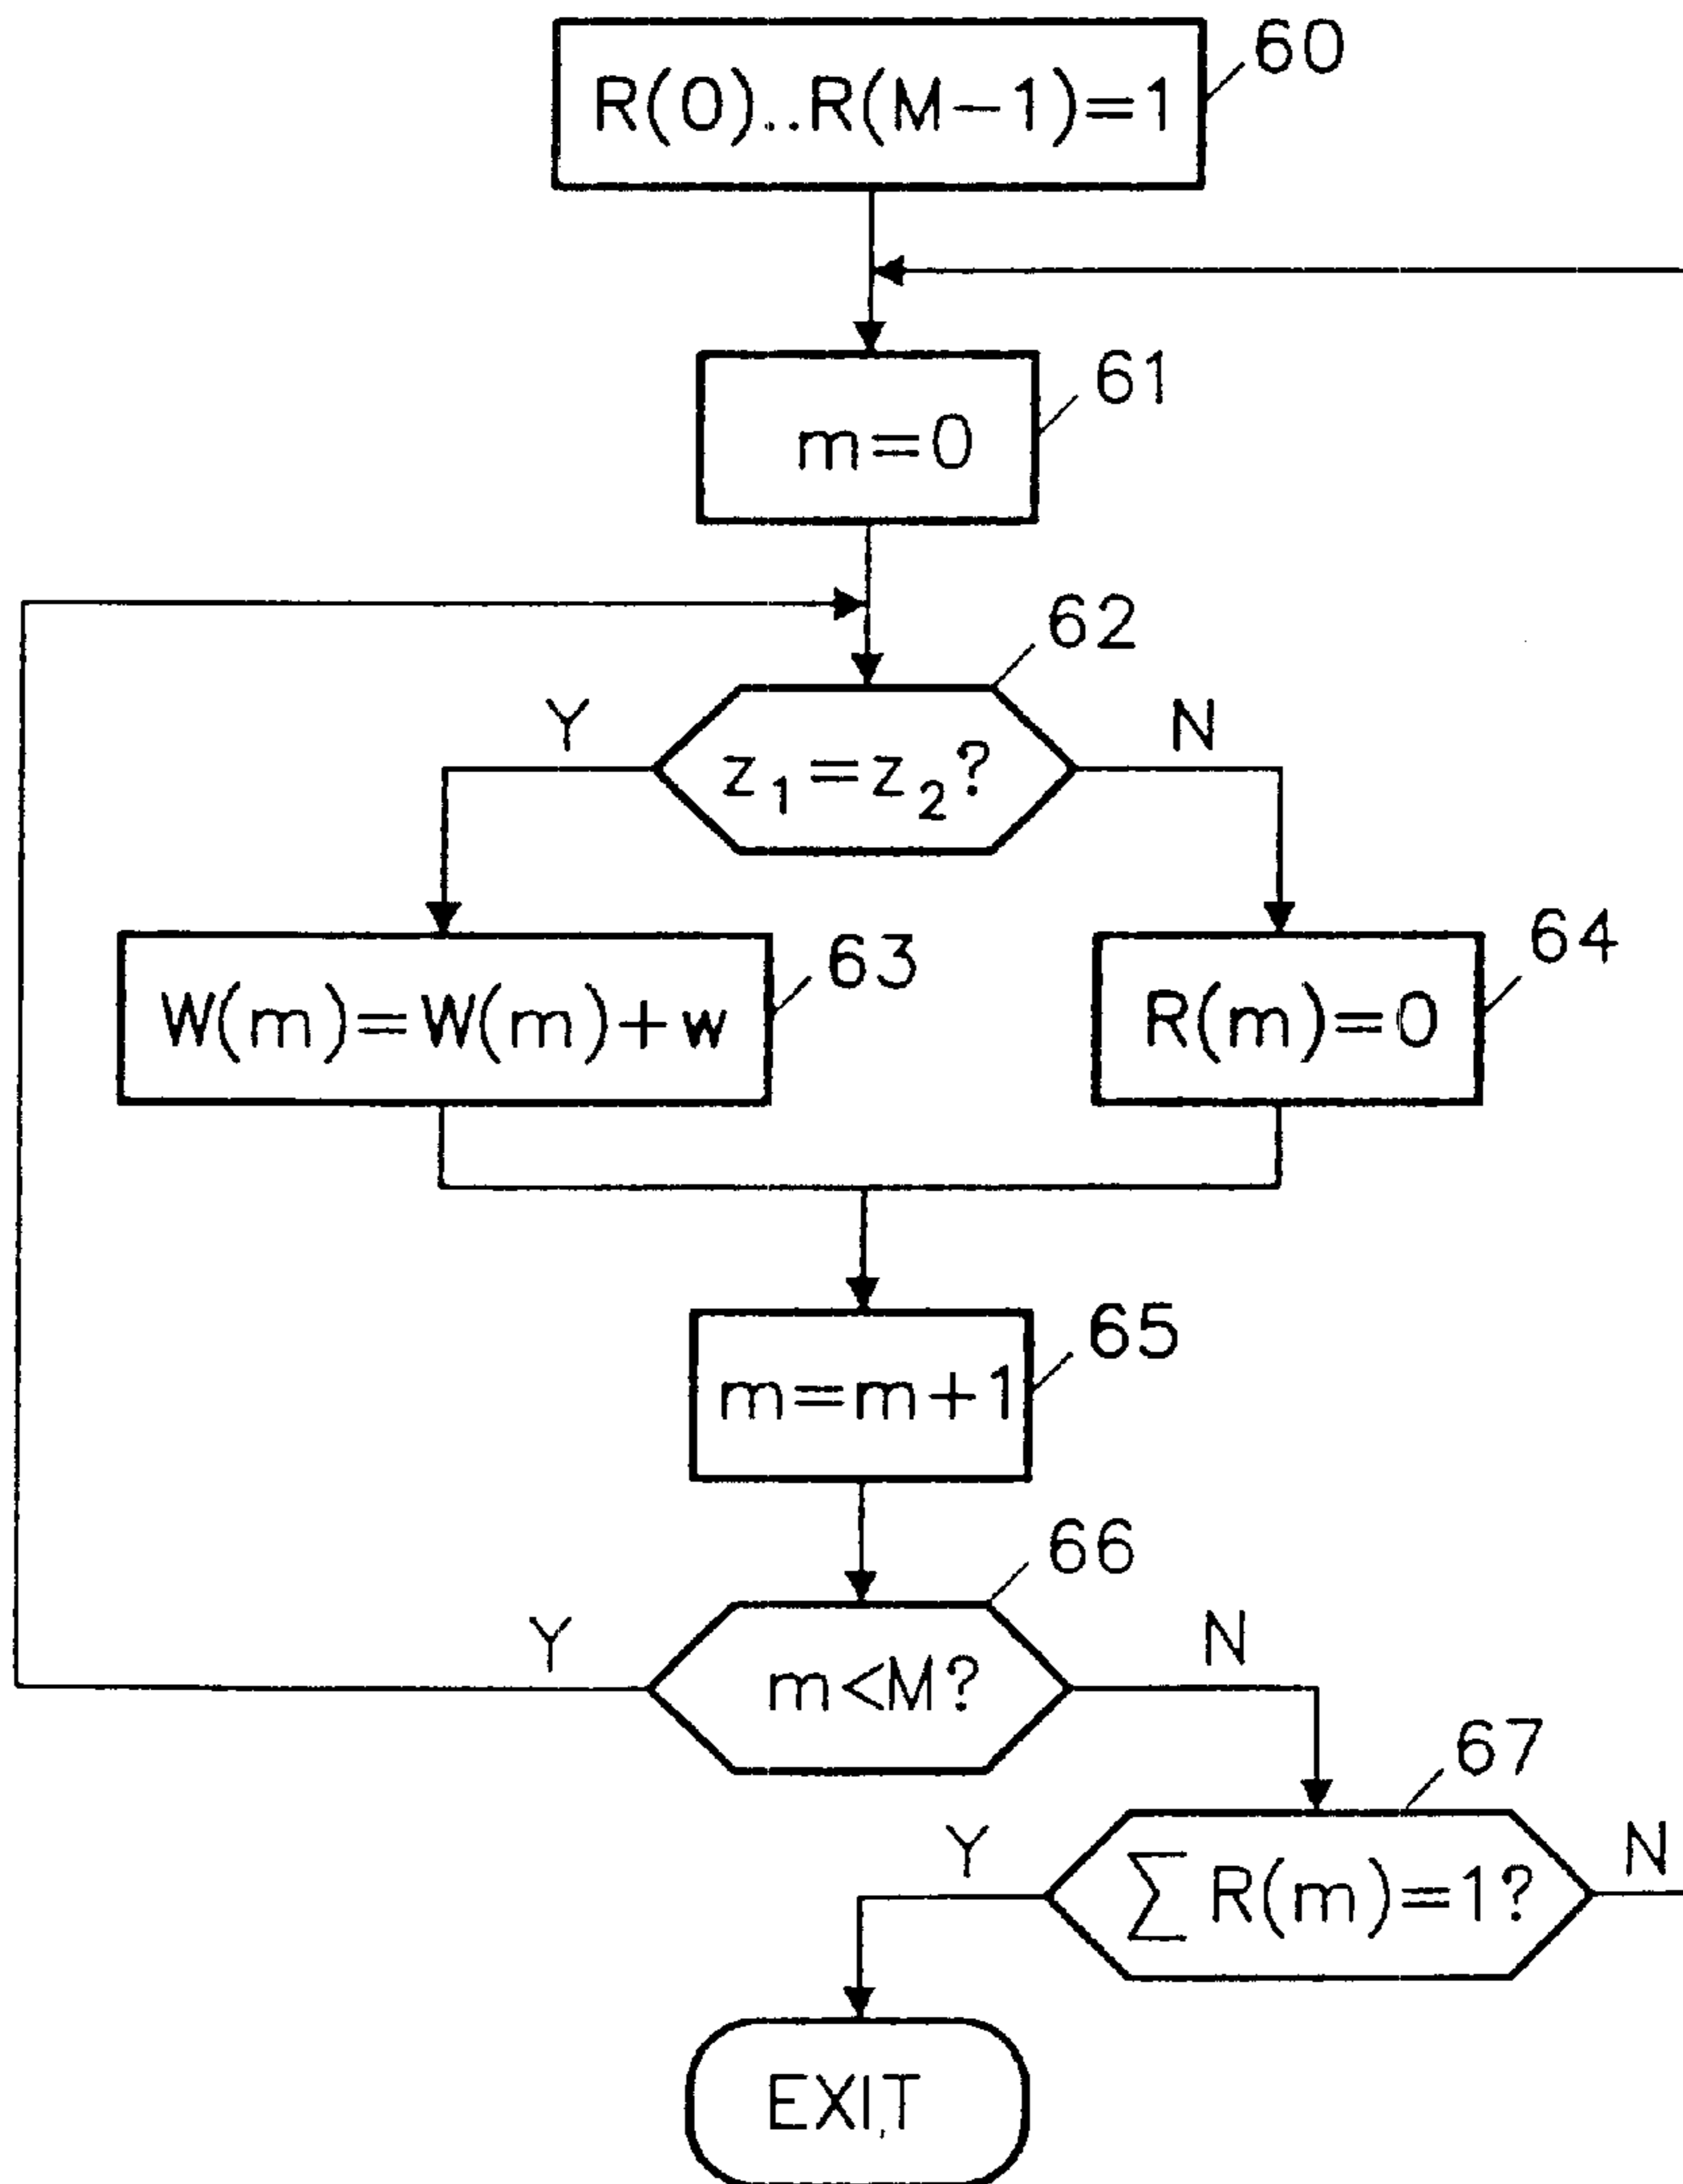 60
R(0)..R(M-1)=1
61
m=0
62
Y
N
z₁=z₂?
63
64
W(m)=W(m)+w
R(m)=0
65
m=m+1
66
Y
N
m<M?
67
Y
N
∑ R(m)=1?
EXIT